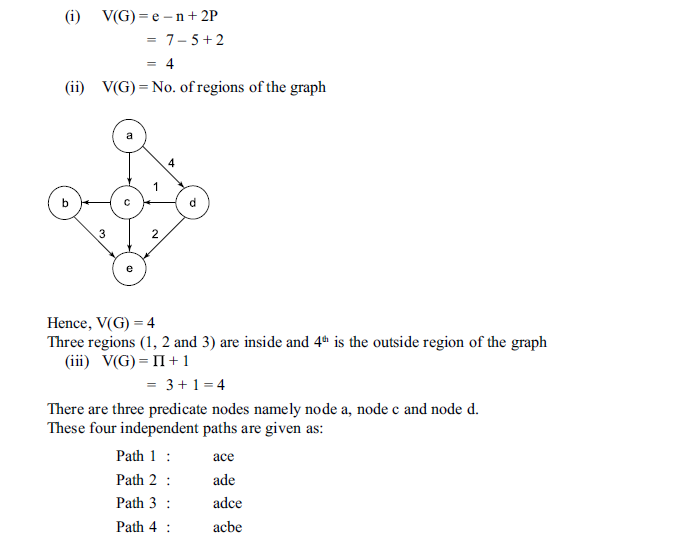 (i) V(G) = e – n + 2P
= 7 – 5 + 2
= 4
(ii) V(G) = No. of regions of the graph
a
4
1
b
c
d
3
2
e
Hence, V(G) = 4
Three regions (1, 2 and 3) are inside and 4th is the outside region of the graph
(iii) V(G) = Π + 1
= 3 + 1 = 4
There are three predicate nodes namely node a, node c and node d.
These four independent paths are given as:
Path 1 : ace
Path 2 : ade
Path 3 : adce
Path 4 : acbe